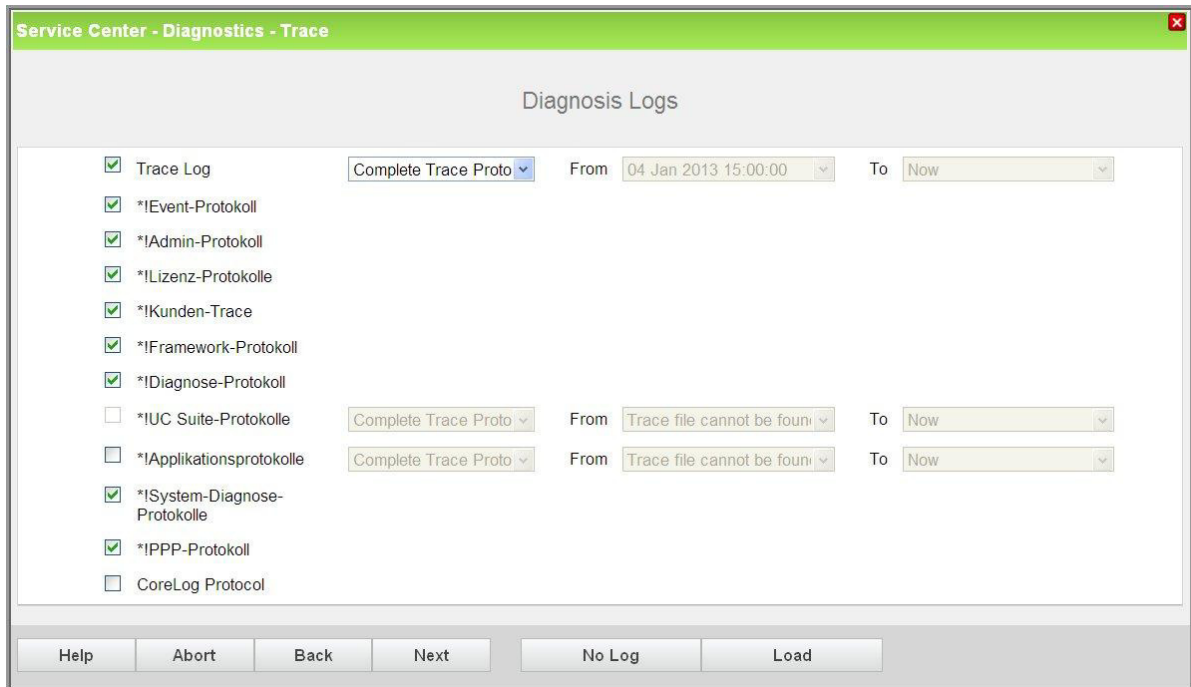 Service Center - Diagnostics - Trace
Diagnosis Logs
Trace Log Complete Trace Proto From 04 Jan 2013 15:00:00 To Now
*!Event-Protokoll
*!Admin-Protokoll
*!Lizenz-Protokolle
*!Kunden-Trace
*!Framework-Protokoll
*!Diagnose-Protokoll
*!UC Suite-Protokolle Complete Trace Proto From Trace file cannot be foun To Now
*!Applikationsprotokolle Complete Trace Proto From Trace file cannot be foun To Now
*!System-Diagnose-
Protokolle
*!PPP-Protokoll
CoreLog Protocol
Help Abort Back Next No Log Load